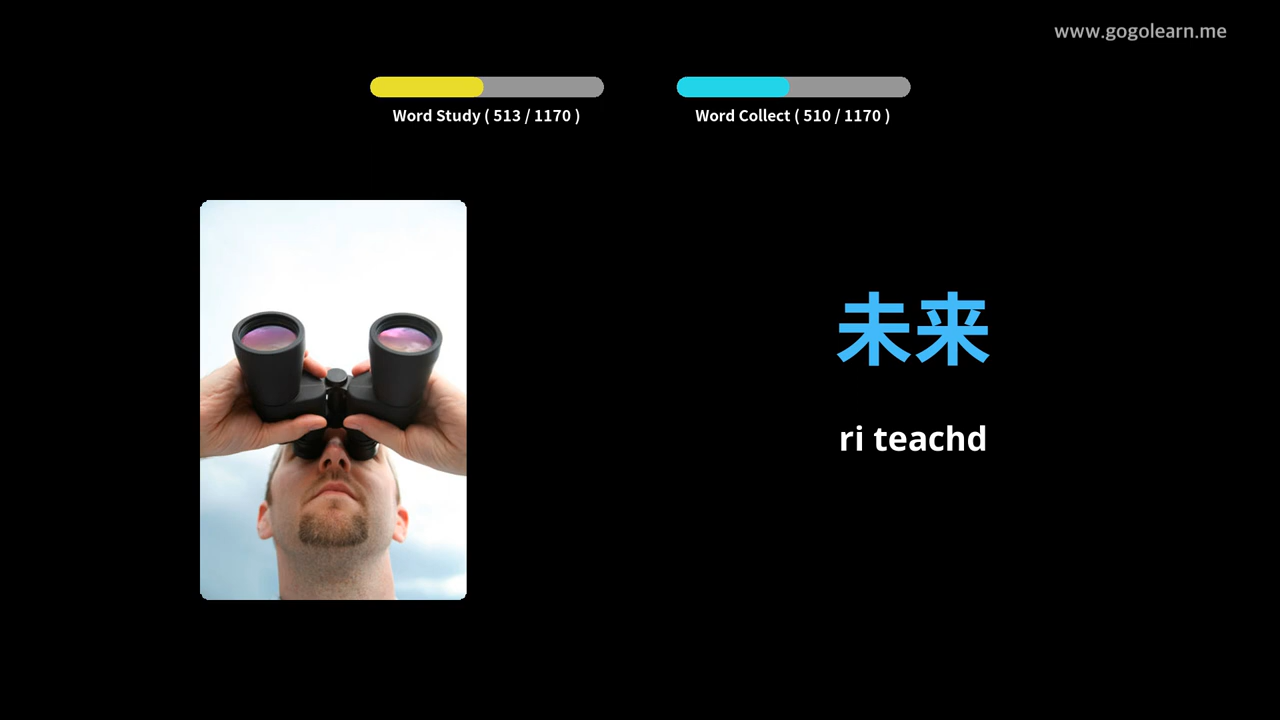 www.gogolearn.me
Word Study ( 513 / 1170 )
Word Collect ( 510 / 1170 )
未来
ri teachd